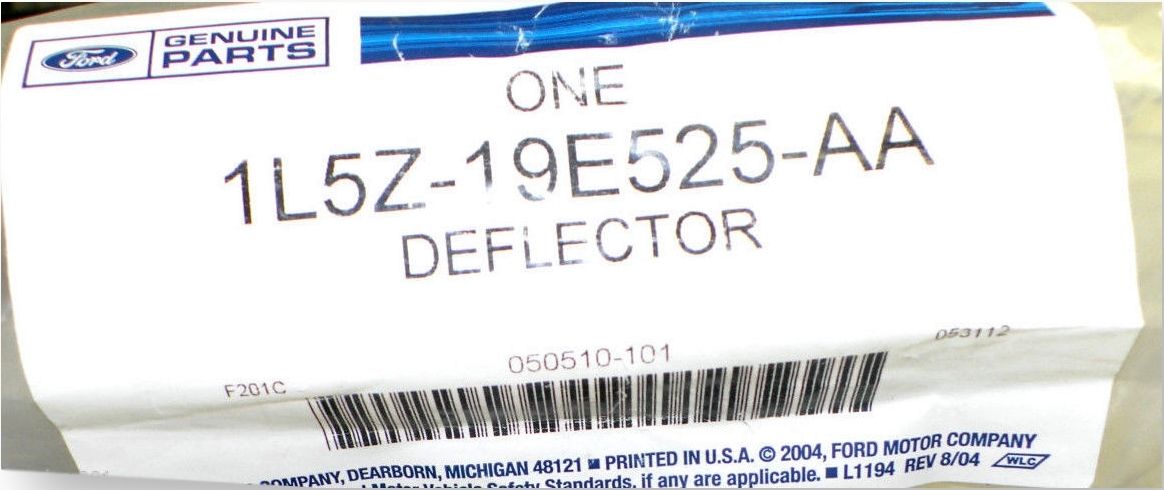 Ford GENUINE
PARTS
ONE
1L5Z-19E525-AA
DEFLECTOR
050510-101
053112
F201C
COMPANY, DEARBORN, MICHIGAN 48121 PRINTED IN U.S.A. © 2004, FORD MOTOR COMPANY
Motor Vehicle Safety Standards, if any are applicable. ■ L1194 REV 8/04 WLC